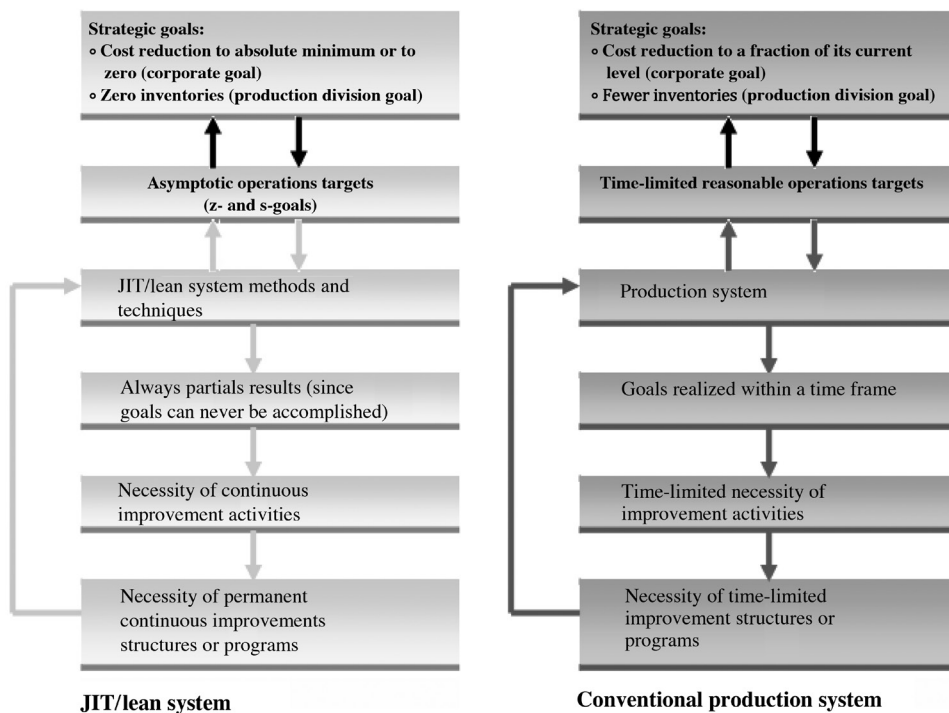 Strategic goals:
∘ Cost reduction to absolute minimum or to
zero (corporate goal)
∘ Zero inventories (production division goal)
Asymptotic operations targets
(z- and s-goals)
JIT/lean system methods and
techniques
Always partials results (since
goals can never be accomplished)
Necessity of continuous
improvement activities
Necessity of permanent
continuous improvements
structures or programs
JIT/lean system
Strategic goals:
∘ Cost reduction to a fraction of its current
level (corporate goal)
∘ Fewer inventories (production division goal)
Time-limited reasonable operations targets
Production system
Goals realized within a time frame
Time-limited necessity of
improvement activities
Necessity of time-limited
improvement structures or
programs
Conventional production system